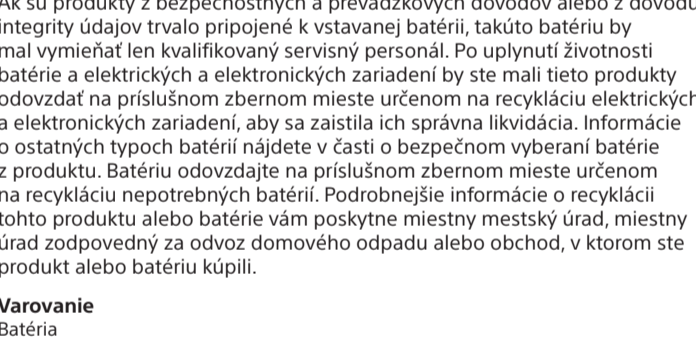 Ak sú produkty z bezpečnostných a prevádzkových dôvodov alebo z dôvodu
integrity údajov trvalo pripojené k vstavanej batérii, takúto batériu by
mal vymieňať len kvalifikovaný servisný personál. Po uplynutí životnosti
batérie a elektrických a elektronických zariadení by ste mali tieto produkty
odovzdať na príslušnom zbernom mieste určenom na recykláciu elektrických
a elektronických zariadení, aby sa zaistila ich správna likvidácia. Informácie
o ostatných typoch batérií nájdete v časti o bezpečnom vyberaní batérie
z produktu. Batériu odovzdajte na príslušnom zbernom mieste určenom
na recykláciu nepotrebných batérií. Podrobnejšie informácie o recyklácii
tohto produktu alebo batérie vám poskytne miestny mestský úrad, miestny
úrad zodpovedný za odvoz domového odpadu alebo obchod, v ktorom ste
produkt alebo batériu kúpili.
Varovanie
Batéria